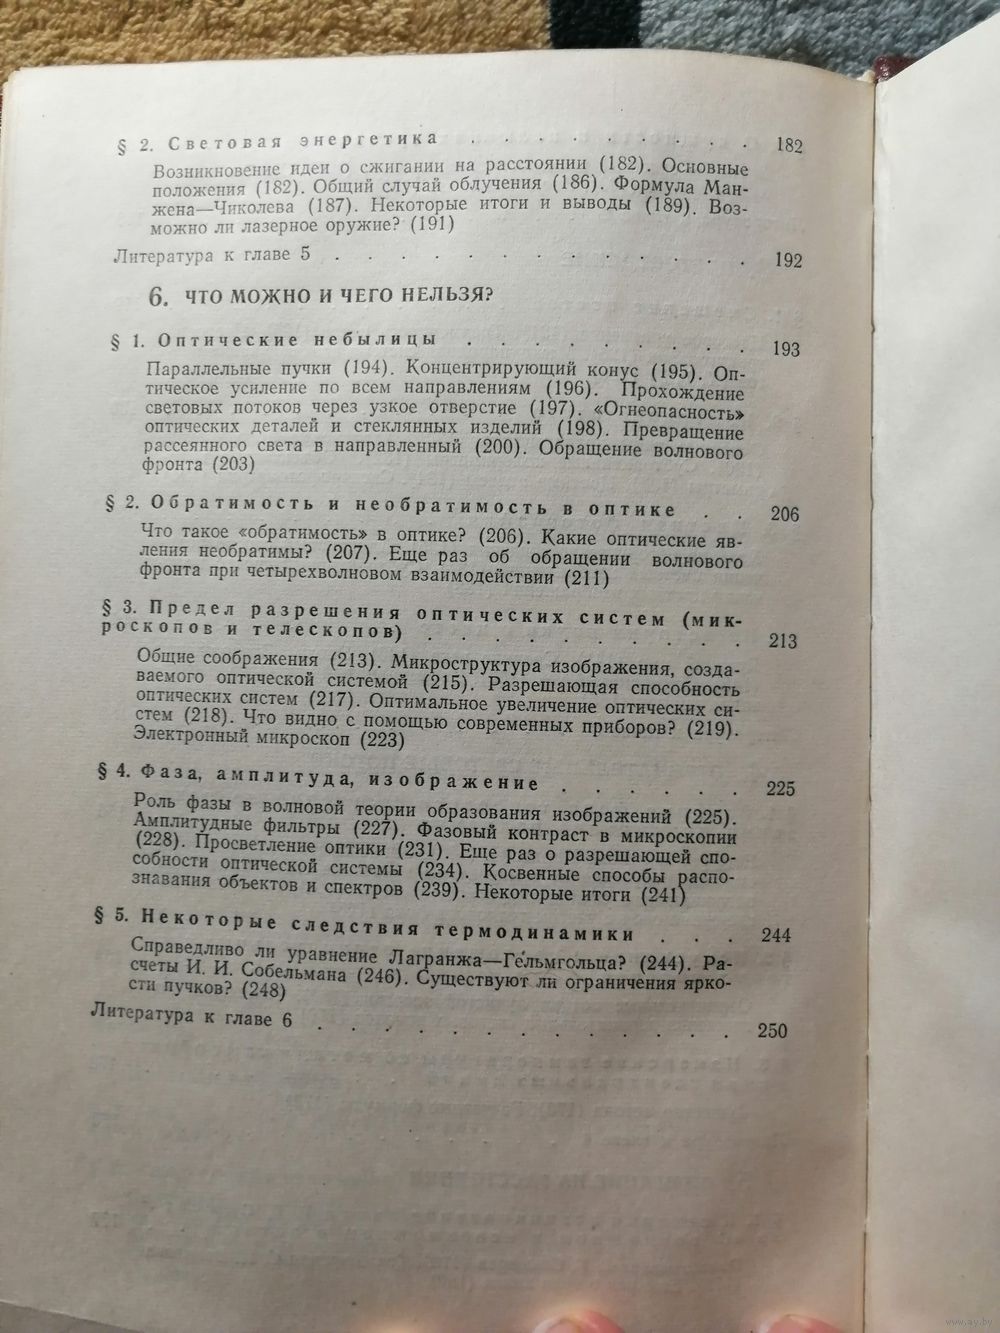 § 2. Световая энергетика . . . . . . . . . . 182
Возникновение идеи о сжигании на расстоянии (182). Основные
положения (182). Общий случай облучения (186). Формула Ман-
жена—Чиколева (187). Некоторые итоги и выводы (189). Воз-
можно ли лазерное оружие? (191)
Литература к главе 5 . . . . . . . . . . . . . 192
6. ЧТО МОЖНО И ЧЕГО НЕЛЬЗЯ?
§ 1. Оптические небылицы . . . . . . . . . 193
Параллельные пучки (194). Концентрирующий конус (195). Оп-
тическое усиление по всем направлениям (196). Прохождение
световых потоков через узкое отверстие (197). «Огнеопасность»
оптических деталей и стеклянных изделий (198). Превращение
рассеянного света в направленный (200). Обращение волнового
фронта (203)
§ 2. Обратимость и необратимость в оптике . . 206
Что такое «обратимость» в оптике? (206). Какие оптические яв-
ления необратимы? (207). Еще раз об обращении волнового
фронта при четырехволновом взаимодействии (211)
§ 3. Предел разрешения оптических систем (мик-
роскопов и телескопов) . . . . . . . . . . 213
Общие соображения (213). Микроструктура изображения, созда-
ваемого оптической системой (215). Разрешающая способность
оптических систем (217). Оптимальное увеличение оптических си-
стем (218). Что видно с помощью современных приборов? (219).
Электронный микроскоп (223)
§ 4. Фаза, амплитуда, изображение . . . . . . 225
Роль фазы в волновой теории образования изображений (225).
Амплитудные фильтры (227). Фазовый контраст в микроскопии
(228). Просветление оптики (231). Еще раз о разрешающей спо-
собности оптической системы (234). Косвенные способы распо-
знавания объектов и спектров (239). Некоторые итоги (241)
§ 5. Некоторые следствия термодинамики . . . 244
Справедливо ли уравнение Лагранжа—Гельмгольца? (244). Ра-
счеты И. И. Собельмана (246). Существуют ли ограничения ярко-
сти пучков? (248)
Литература к главе 6 . . . . . . . . . . . . . 250
www.ay.by